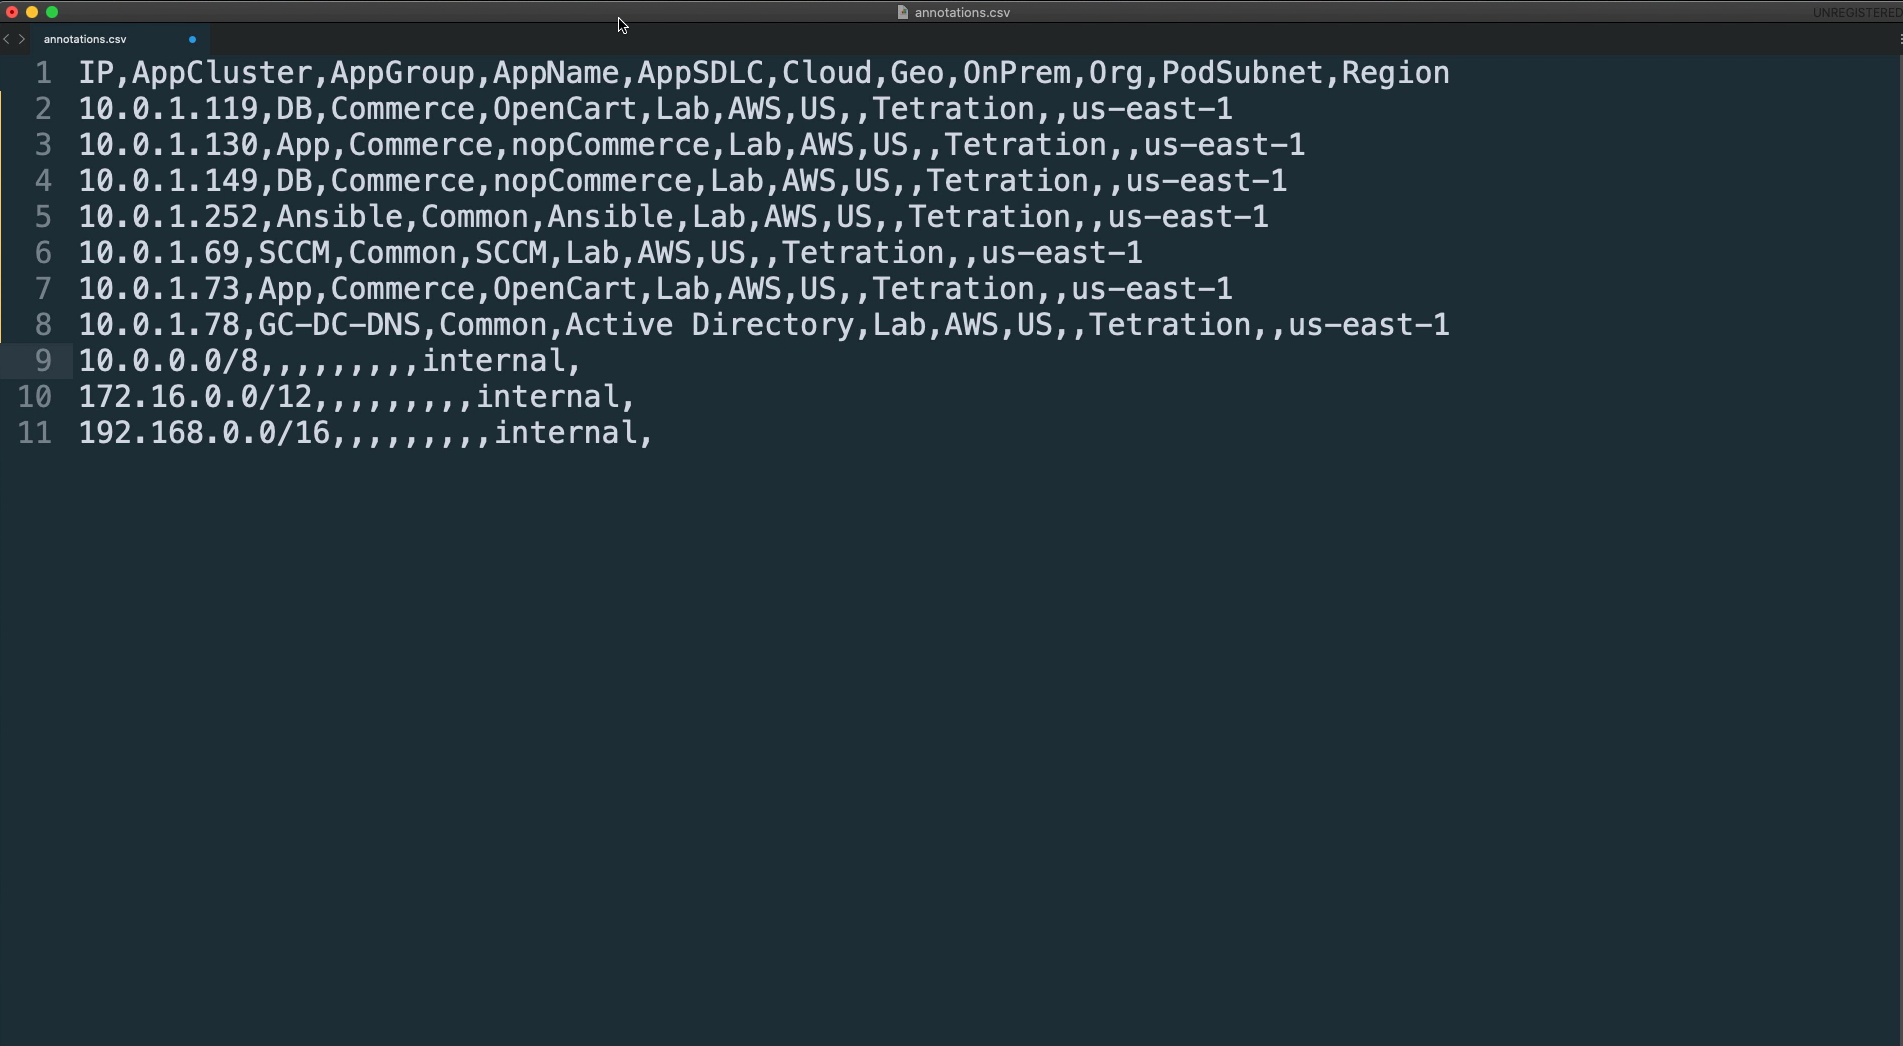 annotations.csv
UNREGISTERED
annotations.csv
1 IP,AppCluster,AppGroup,AppName,AppSDLC,Cloud,Geo,OnPrem,Org,PodSubnet,Region
2 10.0.1.119,DB,Commerce,OpenCart,Lab,AWS,US,,Tetration,,us-east-1
3 10.0.1.130,App,Commerce,nopCommerce,Lab,AWS,US,,Tetration,,us-east-1
4 10.0.1.149,DB,Commerce,nopCommerce,Lab,AWS,US,,Tetration,,us-east-1
5 10.0.1.252,Ansible,Common,Ansible,Lab,AWS,US,,Tetration,,us-east-1
6 10.0.1.69,SCCM,Common,SCCM,Lab,AWS,US,,Tetration,,us-east-1
7 10.0.1.73,App,Commerce,OpenCart,Lab,AWS,US,,Tetration,,us-east-1
8 10.0.1.78,GC-DC-DNS,Common,Active Directory,Lab,AWS,US,,Tetration,,us-east-1
9 10.0.0.0/8,,,,,,,,,internal,
10 172.16.0.0/12,,,,,,,,,internal,
11 192.168.0.0/16,,,,,,,,,internal,